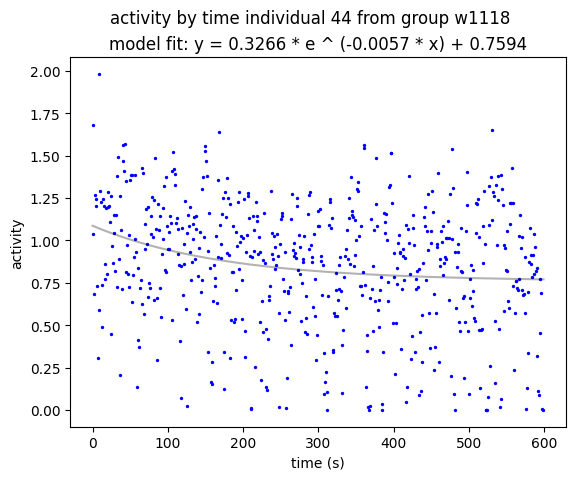 activity by time individual 44 from group w1118
model fit: y = 0.3266 * e ^ (-0.0057 * x) + 0.7594
2.00
1.75
1.50
1.25
1.00
0.75
0.50
0.25
0.00
activity
0 100 200 300 400 500 600
time (s)